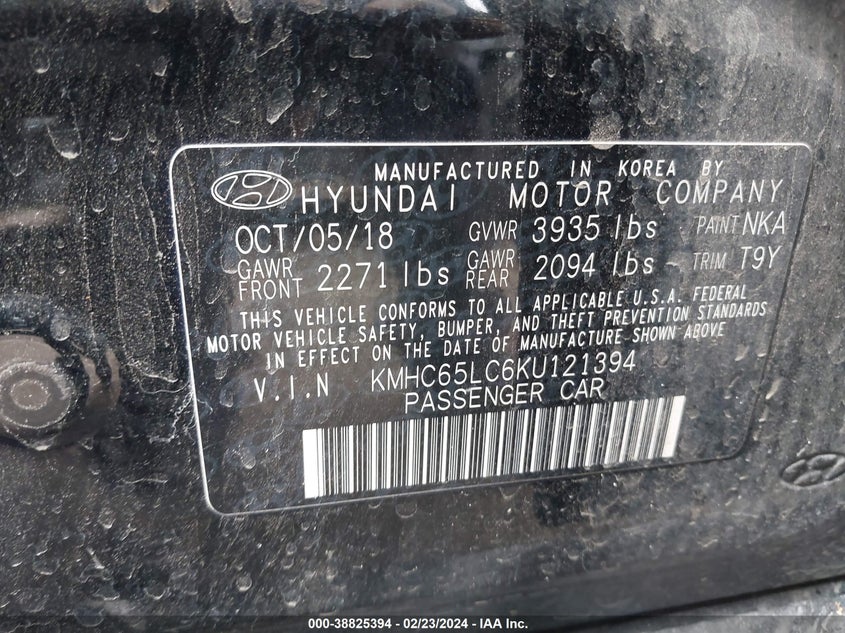 MANUFACTURED IN KOREA BY
HYUNDAI MOTOR COMPANY
OCT/05/18 GVWR 3935 lbs PAINT NKA
GAWR FRONT 2271 lbs GAWR REAR 2094 lbs TRIM T9Y
THIS VEHICLE CONFORMS TO ALL APPLICABLE U.S.A. FEDERAL
MOTOR VEHICLE SAFETY, BUMPER, AND THEFT PREVENTION STANDARDS
IN EFFECT ON THE DATE OF MANUFACTURE SHOWN ABOVE
V.I.N KMHC65LC6KU121394
PASSENGER CAR
000-38825394 - 02/23/2024 - IAA Inc.